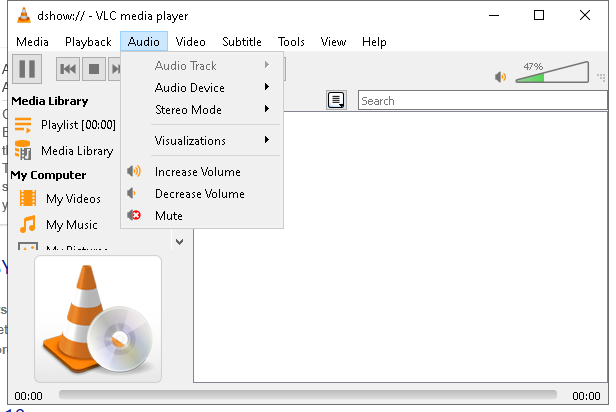 dshow:// - VLC media player
Media Playback Audio Video Subtitle Tools View Help
47%
Audio Track
Audio Device
Stereo Mode
Visualizations
Increase Volume
Decrease Volume
Mute
Search
Media Library
Playlist [00:00]
Media Library
My Computer
My Videos
My Music
My Pictures
00:00 00:00